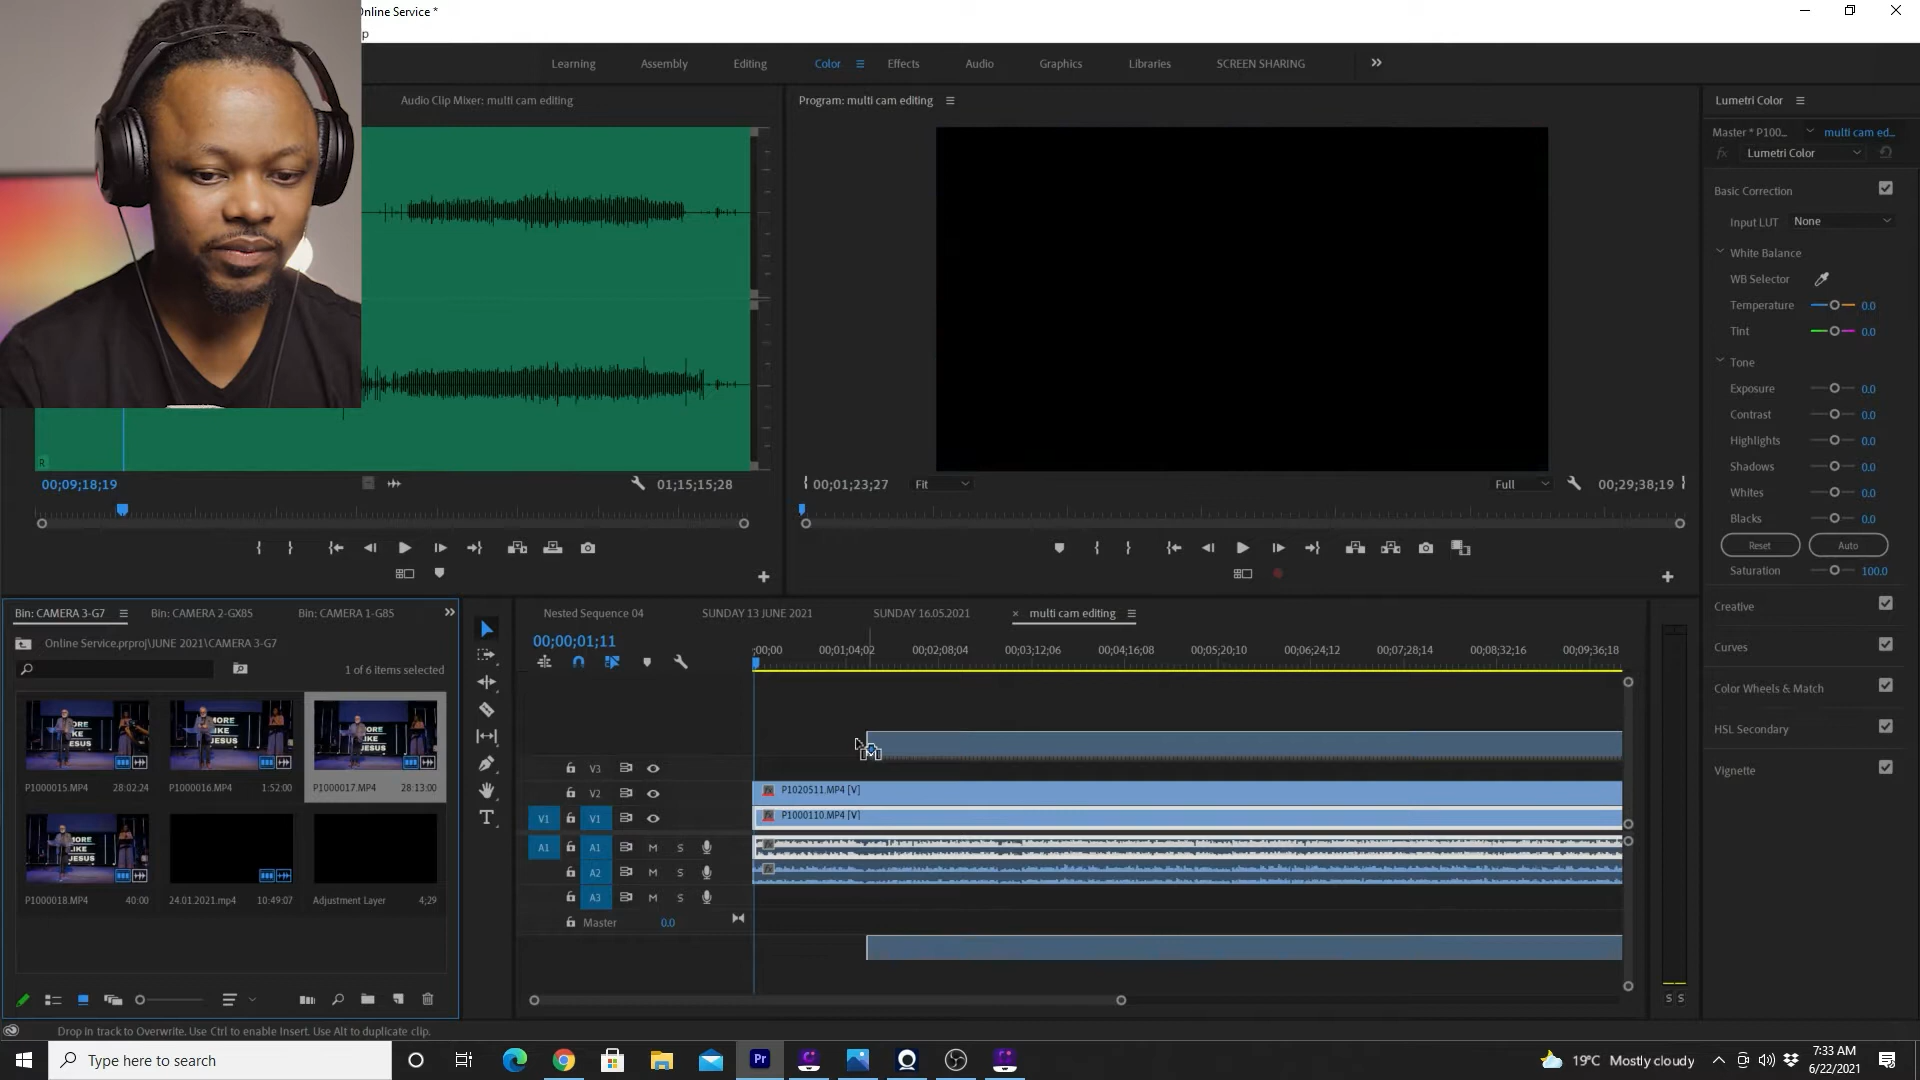 Online Service *
p
Learning
Assembly
Editing
Color
Effects
Audio
Graphics
Libraries
SCREEN SHARING
Audio Clip Mixer: multi cam editing
Program: multi cam editing
Lumetri Color
Master * P100...
multi cam ed...
fx
Lumetri Color
Basic Correction
Input LUT
None
White Balance
WB Selector
Temperature
0.0
Tint
0.0
Tone
Exposure
0.0
Contrast
0.0
Highlights
0.0
Shadows
0.0
Whites
0.0
Blacks
0.0
Reset
Auto
Saturation
100.0
Creative
Curves
Color Wheels & Match
HSL Secondary
Vignette
R
00;09;18;19
01;15;15;28
00;01;23;27
Fit
Full
00;29;38;19
Bin: CAMERA 3-G7
Bin: CAMERA 2-GX85
Bin: CAMERA 1-G85
Online Service.prproj\JUNE 2021\CAMERA 3-G7
1 of 6 items selected
P1000015.MP4
28:02:24
P1000016.MP4
1:52:00
P1000017.MP4
28:13:00
P1000018.MP4
40:00
24.01.2021.mp4
10:49:07
Adjustment Layer
4;29
Nested Sequence 04
SUNDAY 13 JUNE 2021
SUNDAY 16.05.2021
multi cam editing
00;00;01;11
;00;00
00;01;04;02
00;02;08;04
00;03;12;06
00;04;16;08
00;05;20;10
00;06;24;12
00;07;28;14
00;08;32;16
00;09;36;18
V3
V2
P1020511.MP4 [V]
V1
V1
P1000110.MP4 [V]
A1
A1
M
S
A2
M
S
A3
M
S
Master
0.0
S
S
Drop in track to Overwrite. Use Ctrl to enable Insert. Use Alt to duplicate clip.
Type here to search
Pr
19°C Mostly cloudy
7:33 AM
6/22/2021